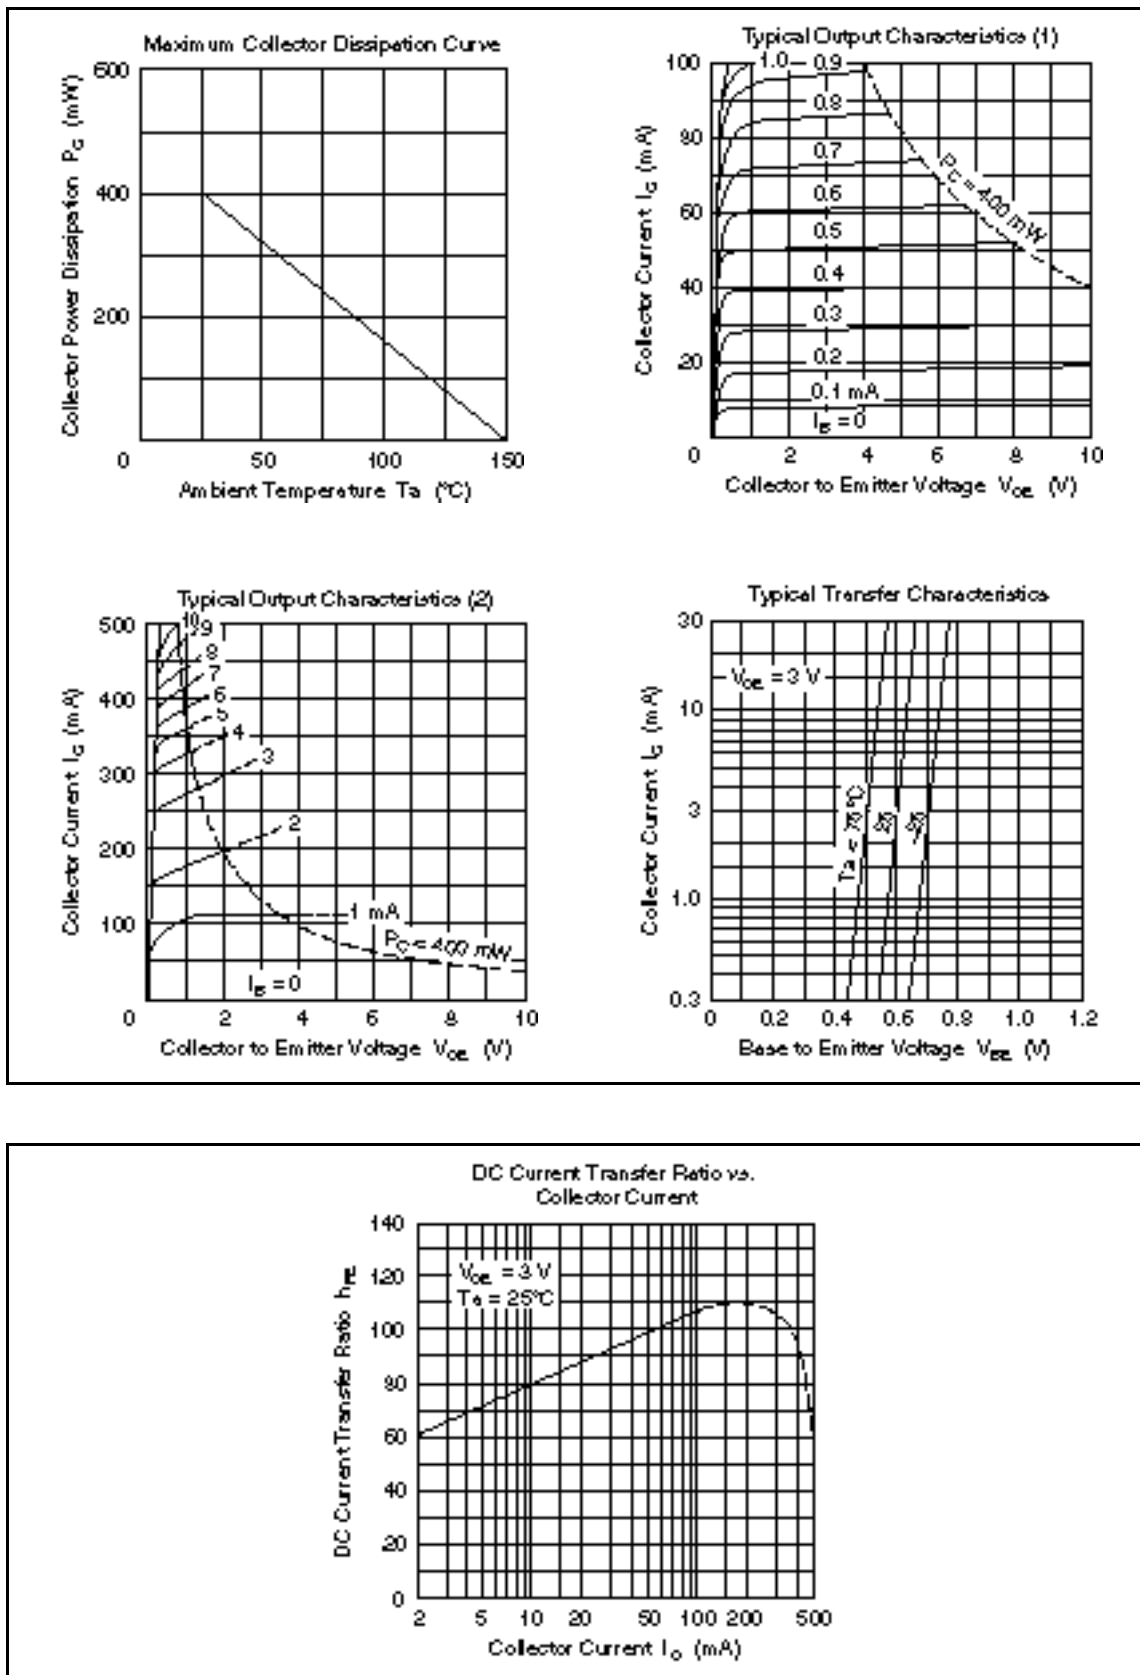 Maximum Collector Dissipation Curve
Collector Power Dissipation PC (mW)
600
400
200
0
50
100
150
Ambient Temperature Ta (°C)
Typical Output Characteristics (1)
Collector Current IC (mA)
100
80
60
40
20
0
2
4
6
8
10
1.0
0.9
0.8
0.7
0.6
0.5
0.4
0.3
0.2
0.1 mA
IB = 0
PC = 400 mW
Collector to Emitter Voltage VCE (V)
Typical Output Characteristics (2)
Collector Current IC (mA)
500
400
300
200
100
0
2
4
6
8
10
10
9
8
7
6
5
4
3
2
1 mA
PC = 400 mW
IB = 0
Collector to Emitter Voltage VCE (V)
Typical Transfer Characteristics
Collector Current IC (mA)
30
10
3
1.0
0.3
VCE = 3 V
Ta = 75°C
25
0
0.2
0.4
0.6
0.8
1.0
1.2
Base to Emitter Voltage VBE (V)
DC Current Transfer Ratio vs.
Collector Current
DC Current Transfer Ratio hFE
140
120
100
80
60
40
20
0
VCE = 3 V
Ta = 25°C
2
5
10
20
50
100
200
500
Collector Current IC (mA)